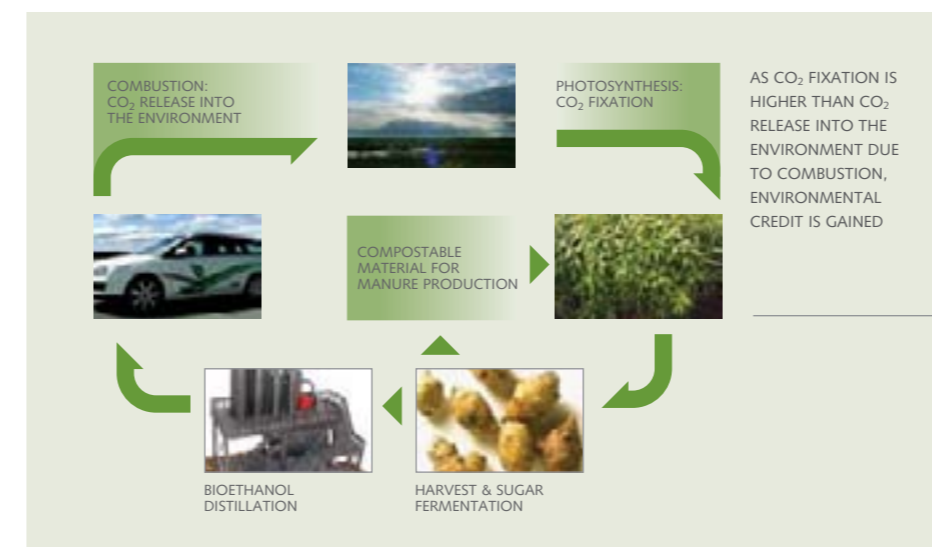 COMBUSTION:
CO₂ RELEASE INTO
THE ENVIRONMENT
PHOTOSYNTHESIS:
CO₂ FIXATION
AS CO₂ FIXATION IS
HIGHER THAN CO₂
RELEASE INTO THE
ENVIRONMENT DUE
TO COMBUSTION,
ENVIRONMENTAL
CREDIT IS GAINED
COMPOSTABLE
MATERIAL FOR
MANURE PRODUCTION
BIOETHANOL
DISTILLATION
HARVEST & SUGAR
FERMENTATION